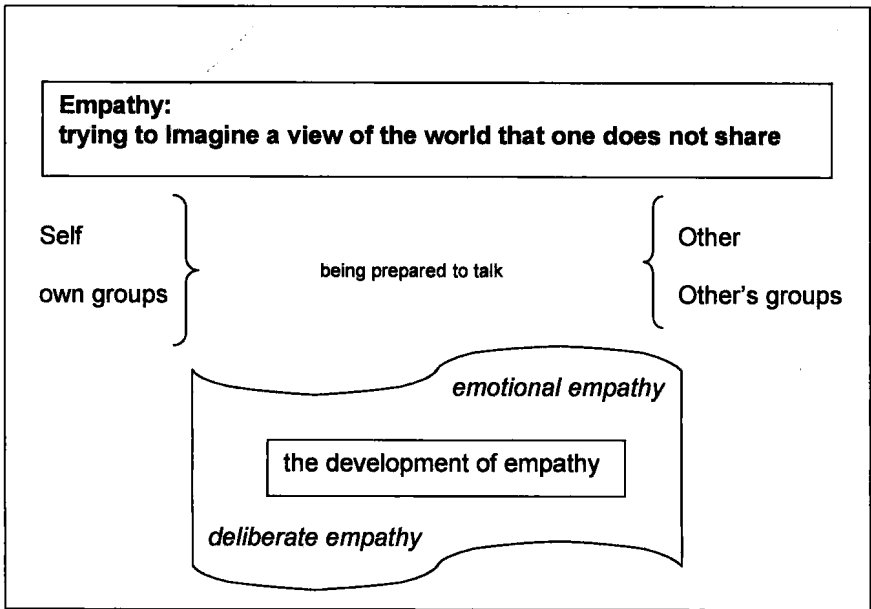 Empathy:
trying to Imagine a view of the world that one does not share
Self
own groups
being prepared to talk
Other
Other's groups
emotional empathy
the development of empathy
deliberate empathy